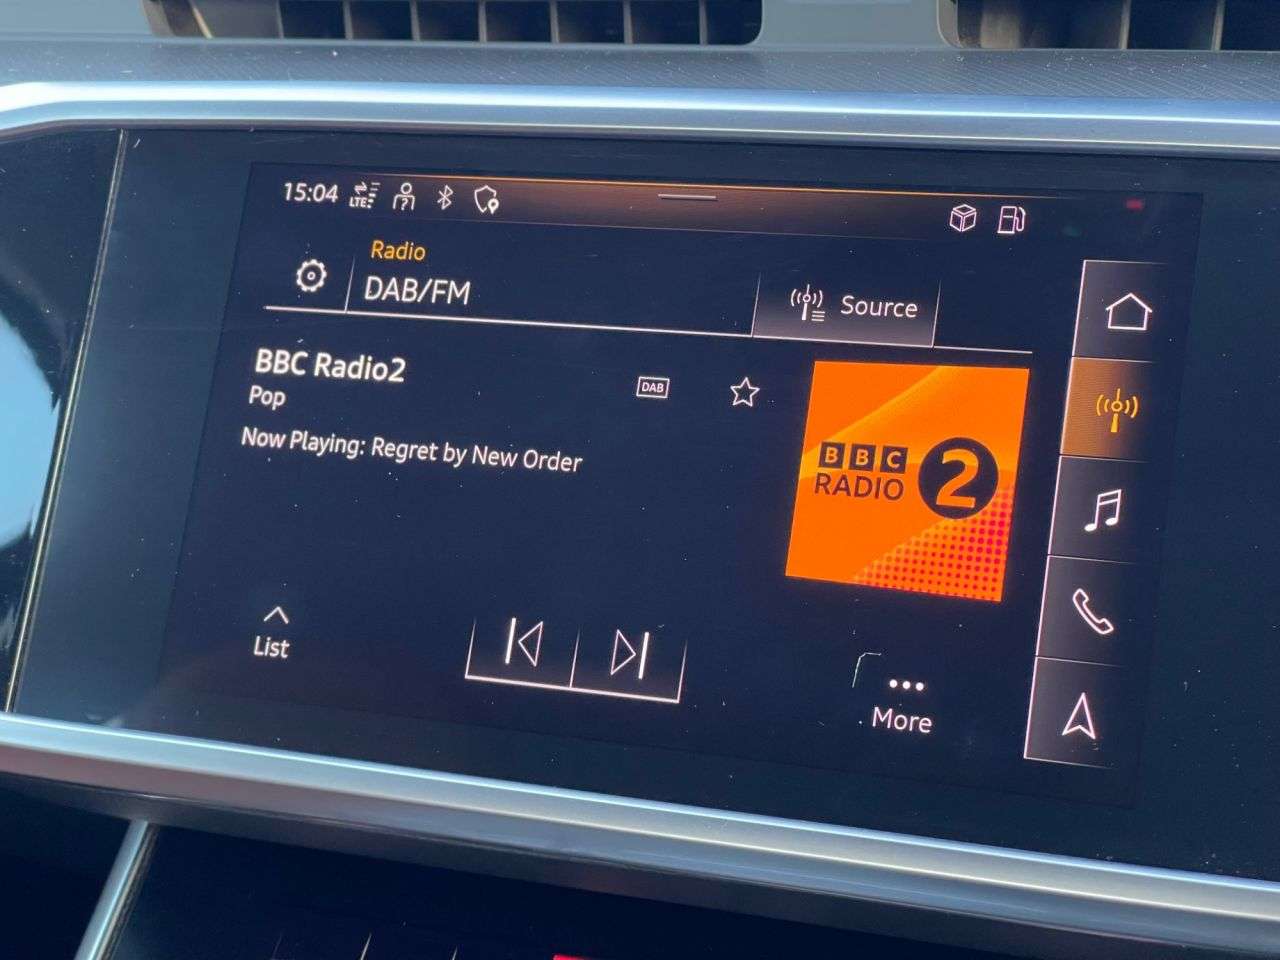 15:04 LTE
Radio
DAB/FM
Source
BBC Radio2
DAB
Pop
Now Playing: Regret by New Order
BBC
RADIO 2
List
More